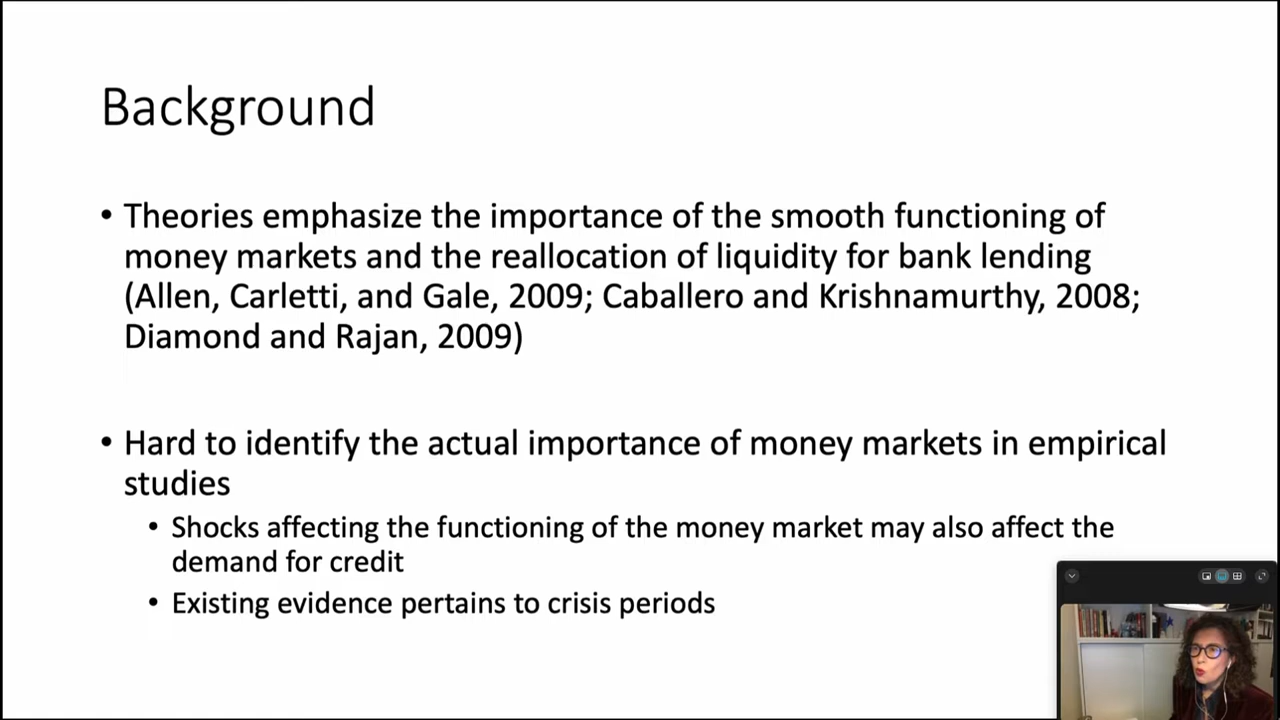 Background
• Theories emphasize the importance of the smooth functioning of
money markets and the reallocation of liquidity for bank lending
(Allen, Carletti, and Gale, 2009; Caballero and Krishnamurthy, 2008;
Diamond and Rajan, 2009)
• Hard to identify the actual importance of money markets in empirical
studies
• Shocks affecting the functioning of the money market may also affect the
demand for credit
• Existing evidence pertains to crisis periods